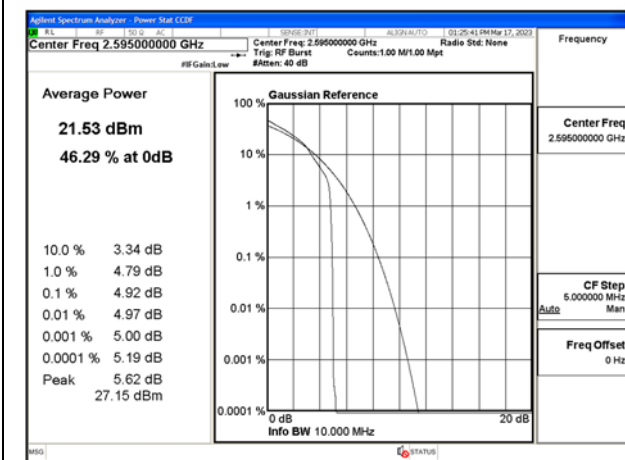 Agilent Spectrum Analyzer - Power Stat CCDF
RL RF 50 Ω AC SENSE:INT ALIGN AUTO 01:25:41 PM Mar 17, 2023
Center Freq 2.595000000 GHz
Center Freq: 2.595000000 GHz Radio Std: None
Trig: RF Burst Counts:1.00 M/1.00 Mpt
#IFGain:Low #Atten: 40 dB
Frequency
Average Power
21.53 dBm
46.29 % at 0dB
10.0 % 3.34 dB
1.0 % 4.79 dB
0.1 % 4.92 dB
0.01 % 4.97 dB
0.001 % 5.00 dB
0.0001 % 5.19 dB
Peak 5.62 dB
27.15 dBm
Gaussian Reference
100 %
10 %
1 %
0.1 %
0.01 %
0.001 %
0.0001 %
0 dB 20 dB
Info BW 10.000 MHz
Center Freq
2.595000000 GHz
CF Step
5.000000 MHz
Auto Man
Freq Offset
0 Hz
MSG STATUS